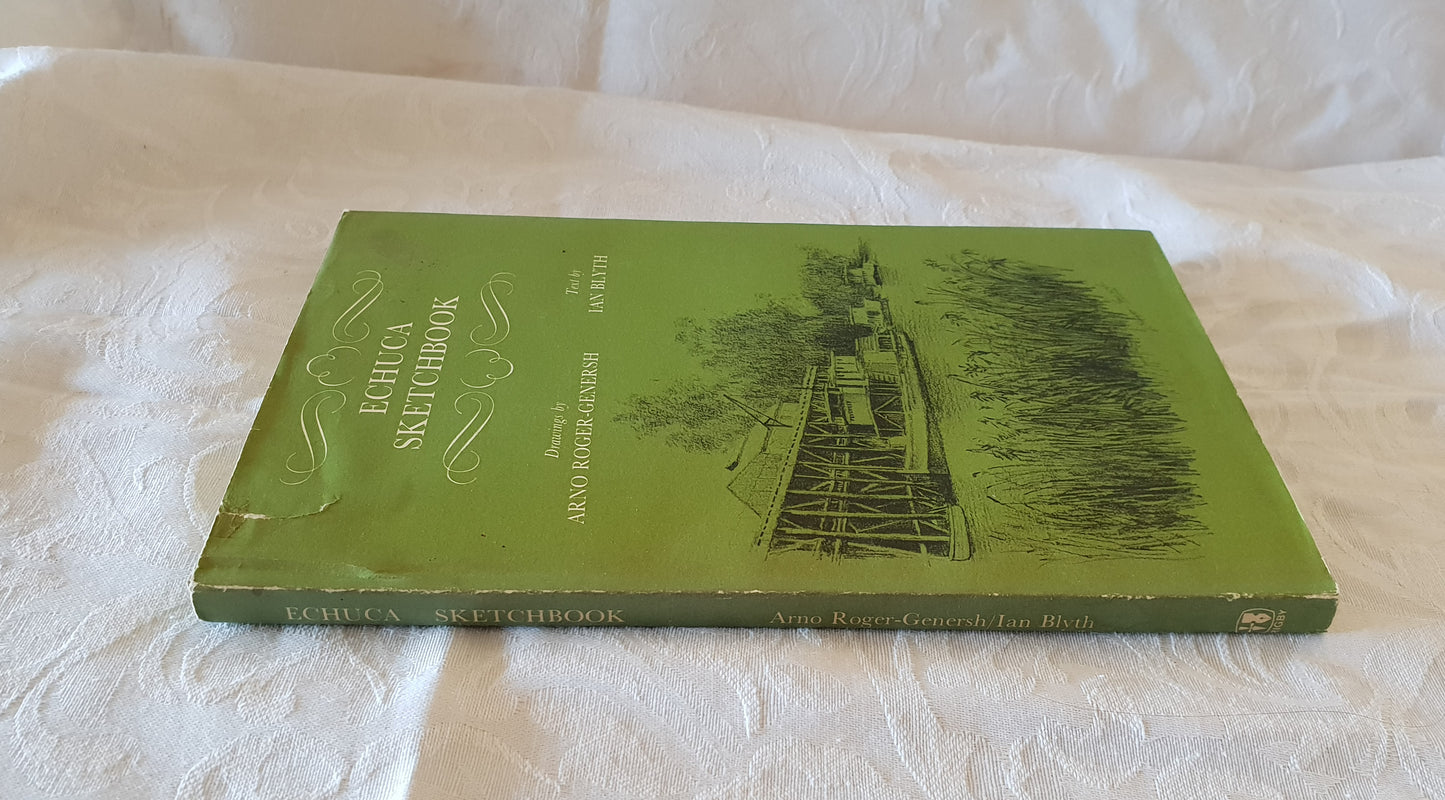 ECHUCA
SKETCHBOOK
Drawings by
ARNO ROGER-GENERSH
Text by
IAN BLYTH
ECHUCA SKETCHBOOK
Arno Roger-Genersh/Ian Blyth